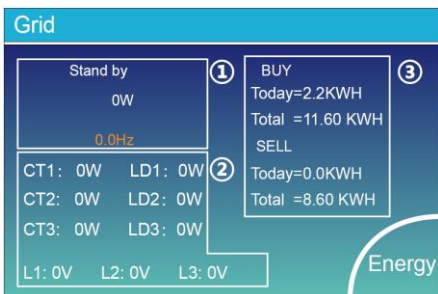 Grid
Stand by
0W
0.0Hz
①
CT1: 0W LD1: 0W
CT2: 0W LD2: 0W
CT3: 0W LD3: 0W
L1: 0V L2: 0V L3: 0V
②
BUY
Today=2.2KWH
Total =11.60 KWH
SELL
Today=0.0KWH
Total =8.60 KWH
③
Energy